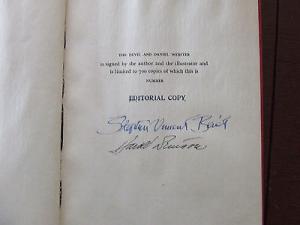 THE DEVIL AND DANIEL WEBSTER
is signed by the author and the illustrator and
is limited to 700 copies of which this is
NUMBER
EDITORIAL COPY
Stephen Vincent Benét
Harold Denison